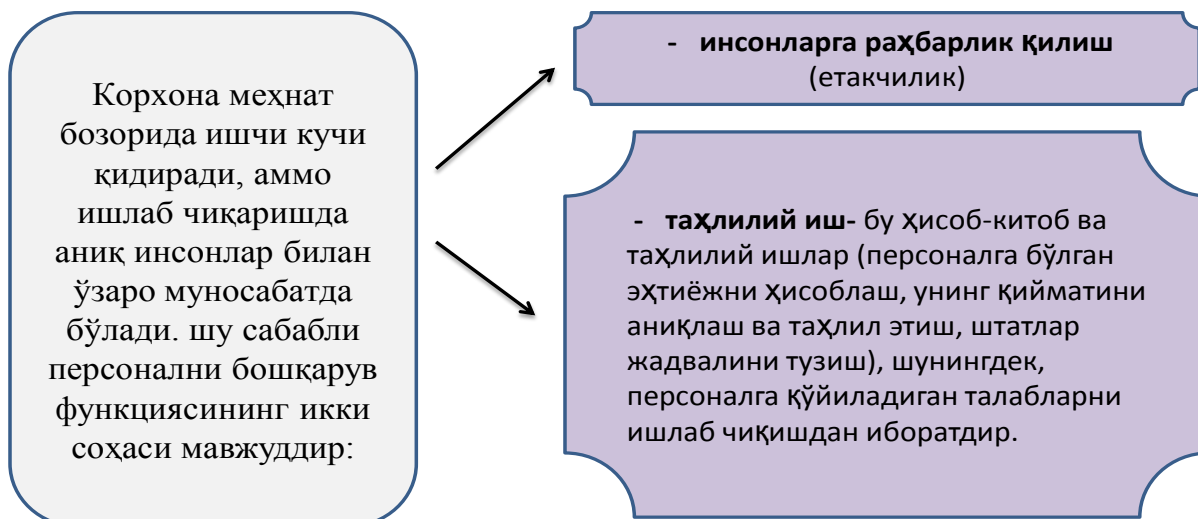 Корхона меҳнат
бозорида ишчи кучи
қидиради, аммо
ишлаб чиқаришда
аниқ инсонлар билан
ўзаро муносабатда
бўлади. шу сабабли
персонални бошқарув
функциясининг икки
соҳаси мавжуддир:
- инсонларга раҳбарлик қилиш
(етакчилик)
- таҳлилий иш- бу ҳисоб-китоб ва
таҳлилий ишлар (персоналга бўлган
эҳтиёжни ҳисоблаш, унинг қийматини
аниқлаш ва таҳлил этиш, штатлар
жадвалини тузиш), шунингдек,
персоналга қўйиладиган талабларни
ишлаб чиқишдан иборатдир.